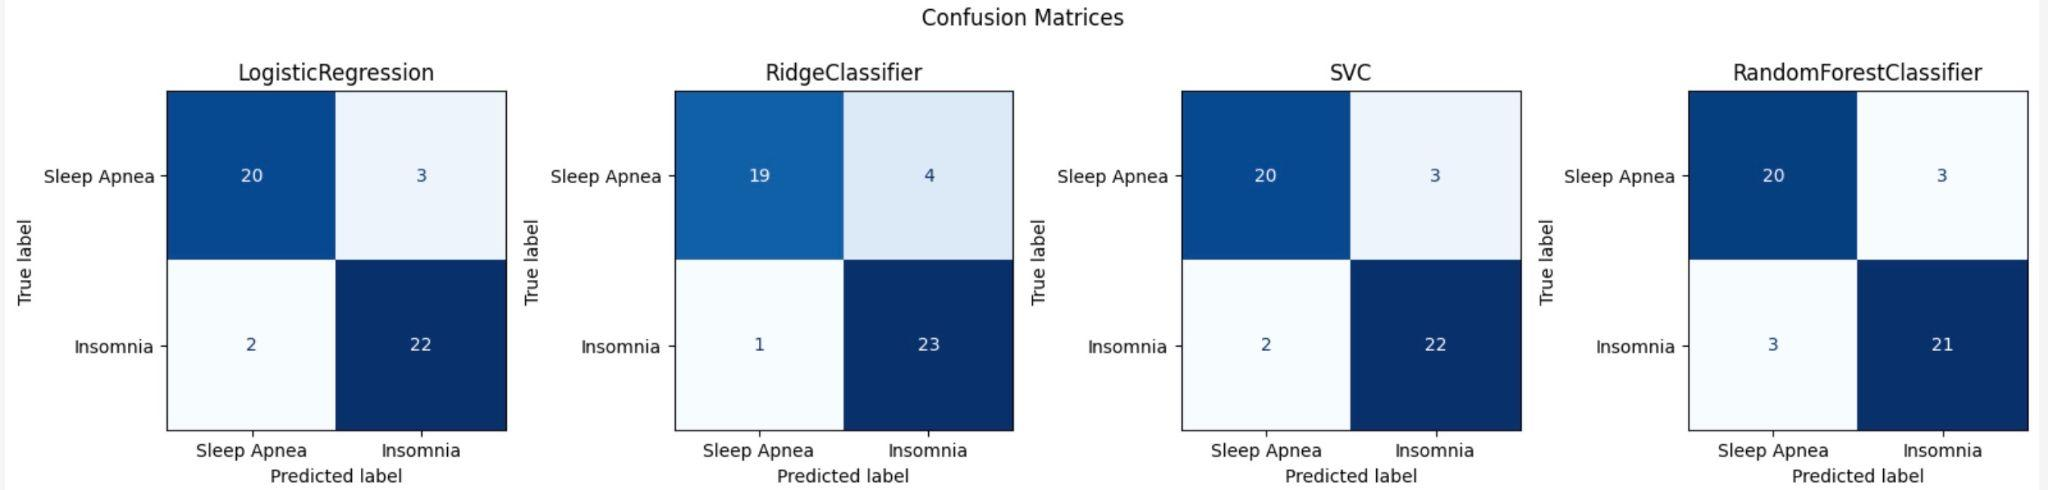 Confusion Matrices
LogisticRegression
True label
Sleep Apnea
20
3
Insomnia
2
22
Sleep Apnea
Insomnia
Predicted label
RidgeClassifier
True label
Sleep Apnea
19
4
Insomnia
1
23
Sleep Apnea
Insomnia
Predicted label
SVC
True label
Sleep Apnea
20
3
Insomnia
2
22
Sleep Apnea
Insomnia
Predicted label
RandomForestClassifier
True label
Sleep Apnea
20
3
Insomnia
3
21
Sleep Apnea
Insomnia
Predicted label